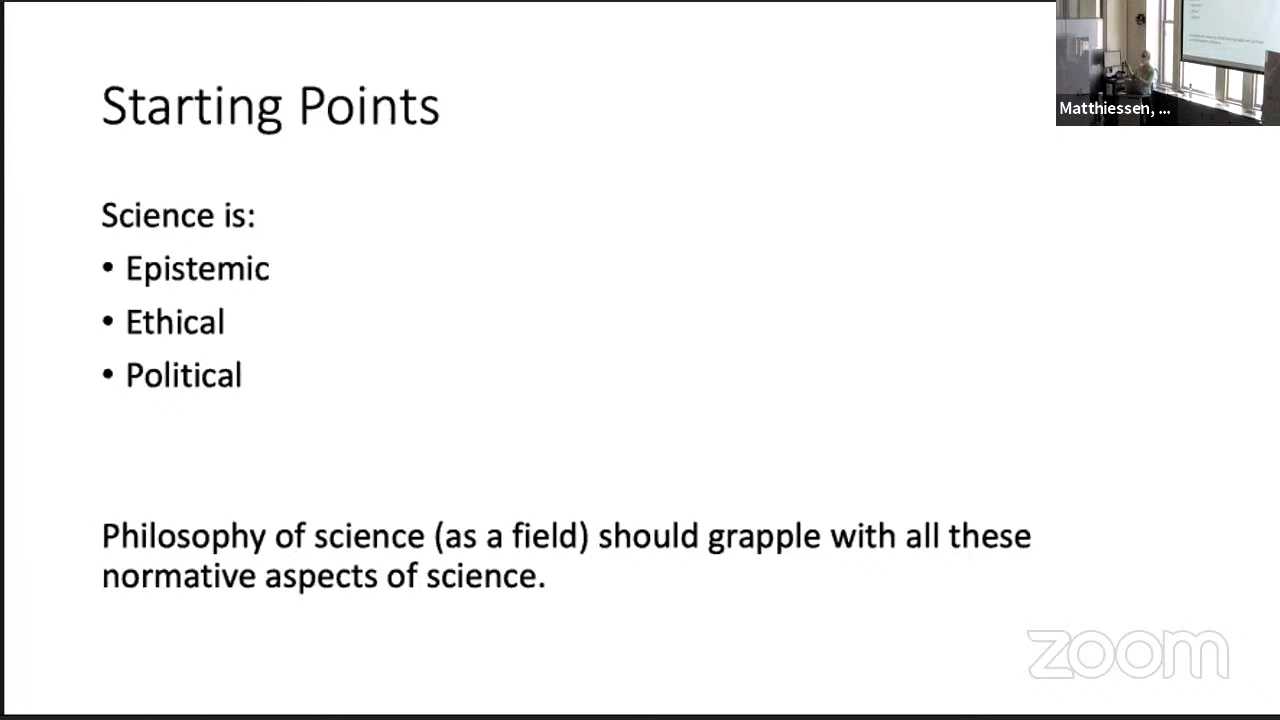 Starting Points
Science is:
• Epistemic
• Ethical
• Political
Philosophy of science (as a field) should grapple with all these
normative aspects of science.
Matthiessen, ...
zoom